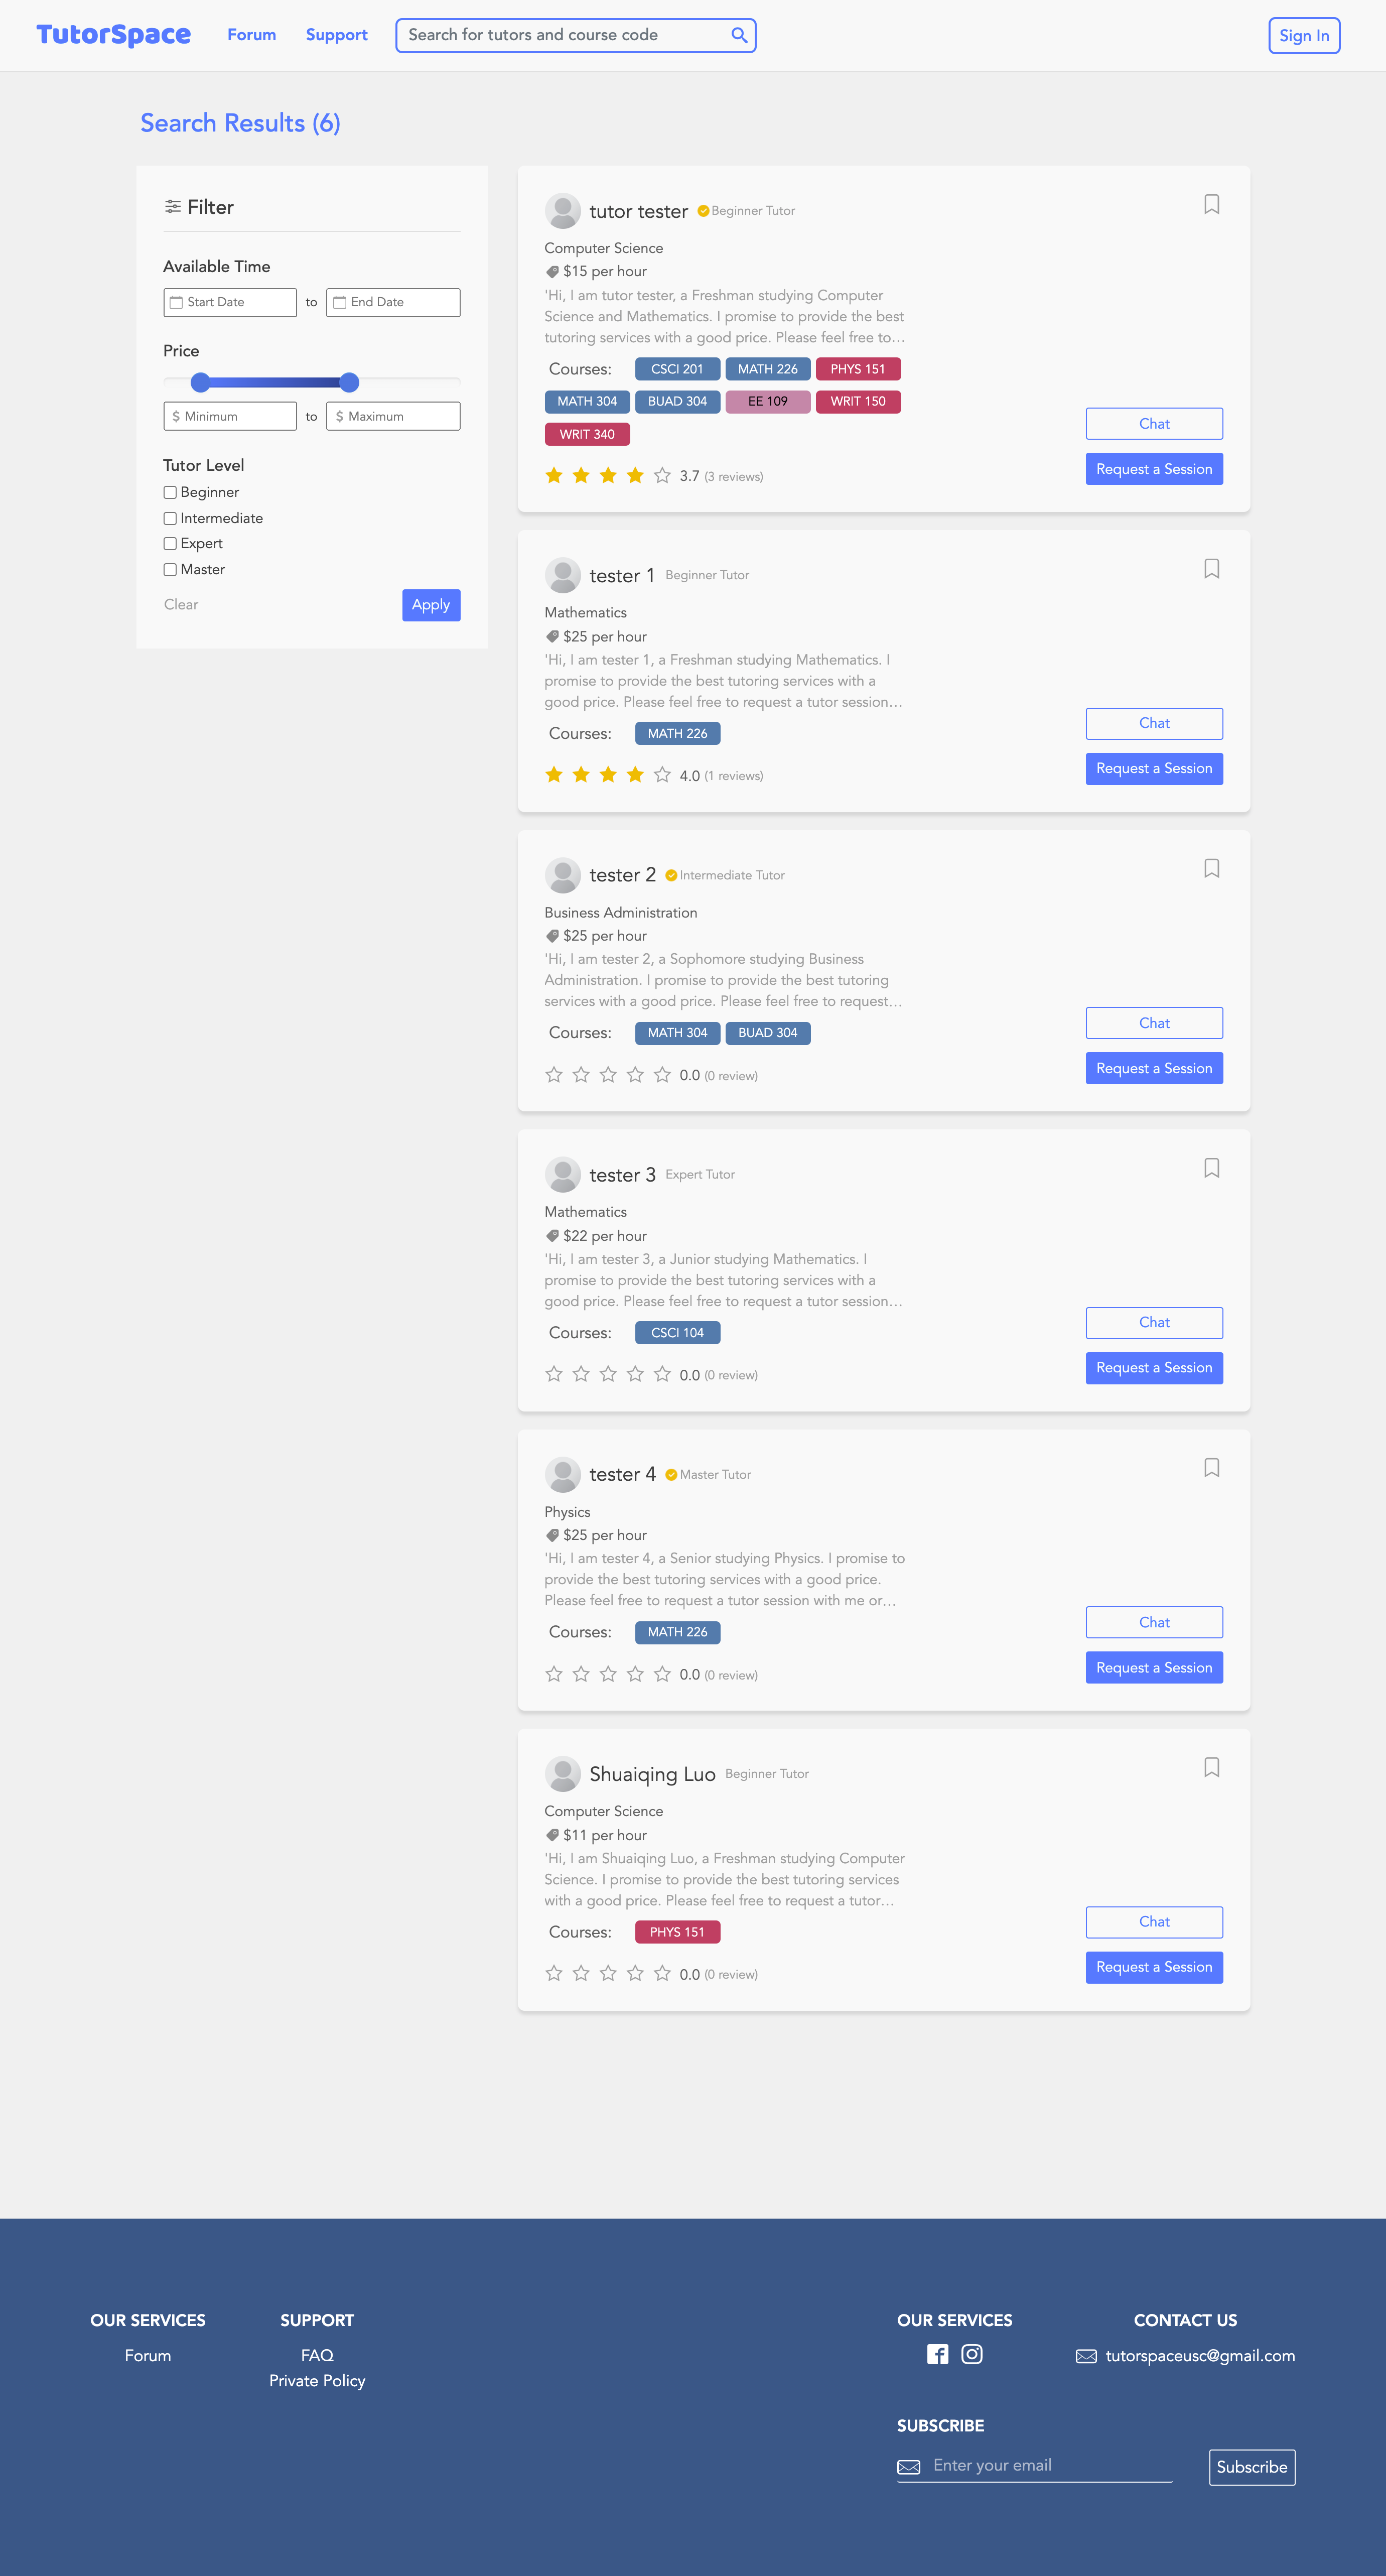 TutorSpace
Forum
Support
Search for tutors and course code
Sign In
Search Results (6)
Filter
Available Time
Start Date
to
End Date
Price
$ Minimum
to
$ Maximum
Tutor Level
Beginner
Intermediate
Expert
Master
Clear
Apply
tutor tester
Beginner Tutor
Computer Science
$15 per hour
'Hi, I am tutor tester, a Freshman studying Computer
Science and Mathematics. I promise to provide the best
tutoring services with a good price. Please feel free to...
Courses:
CSCI 201
MATH 226
PHYS 151
MATH 304
BUAD 304
EE 109
WRIT 150
WRIT 340
3.7 (3 reviews)
Chat
Request a Session
tester 1
Beginner Tutor
Mathematics
$25 per hour
'Hi, I am tester 1, a Freshman studying Mathematics. I
promise to provide the best tutoring services with a
good price. Please feel free to request a tutor session...
Courses:
MATH 226
4.0 (1 reviews)
Chat
Request a Session
tester 2
Intermediate Tutor
Business Administration
$25 per hour
'Hi, I am tester 2, a Sophomore studying Business
Administration. I promise to provide the best tutoring
services with a good price. Please feel free to request...
Courses:
MATH 304
BUAD 304
0.0 (0 review)
Chat
Request a Session
tester 3
Expert Tutor
Mathematics
$22 per hour
'Hi, I am tester 3, a Junior studying Mathematics. I
promise to provide the best tutoring services with a
good price. Please feel free to request a tutor session...
Courses:
CSCI 104
0.0 (0 review)
Chat
Request a Session
tester 4
Master Tutor
Physics
$25 per hour
'Hi, I am tester 4, a Senior studying Physics. I promise to
provide the best tutoring services with a good price.
Please feel free to request a tutor session with me or...
Courses:
MATH 226
0.0 (0 review)
Chat
Request a Session
Shuaiqing Luo
Beginner Tutor
Computer Science
$11 per hour
'Hi, I am Shuaiqing Luo, a Freshman studying Computer
Science. I promise to provide the best tutoring services
with a good price. Please feel free to request a tutor...
Courses:
PHYS 151
0.0 (0 review)
Chat
Request a Session
OUR SERVICES
Forum
SUPPORT
FAQ
Private Policy
OUR SERVICES
CONTACT US
tutorspaceusc@gmail.com
SUBSCRIBE
Enter your email
Subscribe